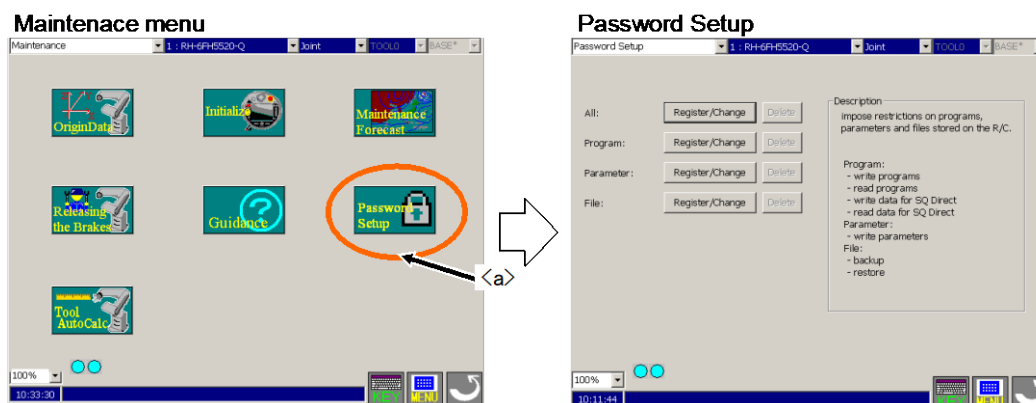 Maintenace menu
Maintenance
1 : RH-6FH5520-Q
Joint
TOOL0
BASE*
OriginData
Initialize
Maintenance
Forecast
Releasing
the Brakes
Guidance
Password
Setup
Tool
AutoCalc
100%
10:33:30
KEY
MENU
<a>
Password Setup
Password Setup
1 : RH-6FH5520-Q
Joint
TOOL0
BASE*
All:
Register/Change
Delete
Program:
Register/Change
Delete
Parameter:
Register/Change
Delete
File:
Register/Change
Delete
Description
impose restrictions on programs,
parameters and files stored on the R/C.
Program:
- write programs
- read programs
- write data for SQ Direct
- read data for SQ Direct
Parameter:
- write parameters
File:
- backup
- restore
100%
10:11:44
KEY
MENU